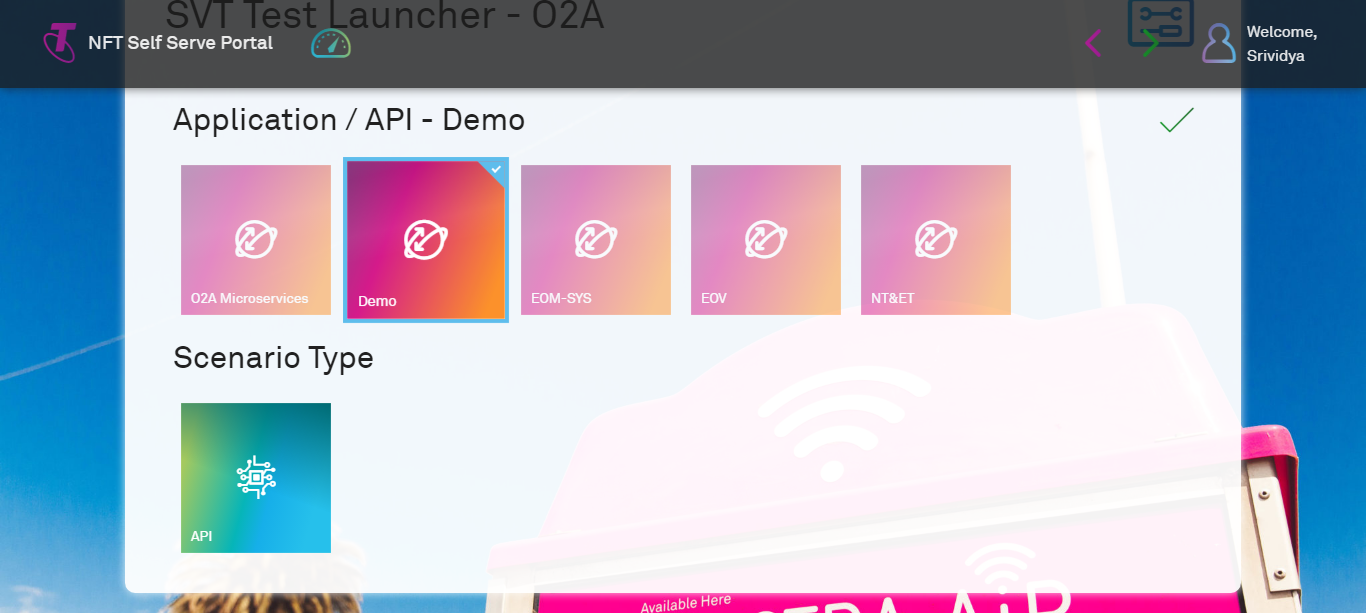 SVT Test Launcher - O2A
NFT Self Serve Portal
Welcome,
Srividya
Application / API - Demo
O2A Microservices
Demo
EOM-SYS
EOV
NT&ET
Scenario Type
API
Available Here